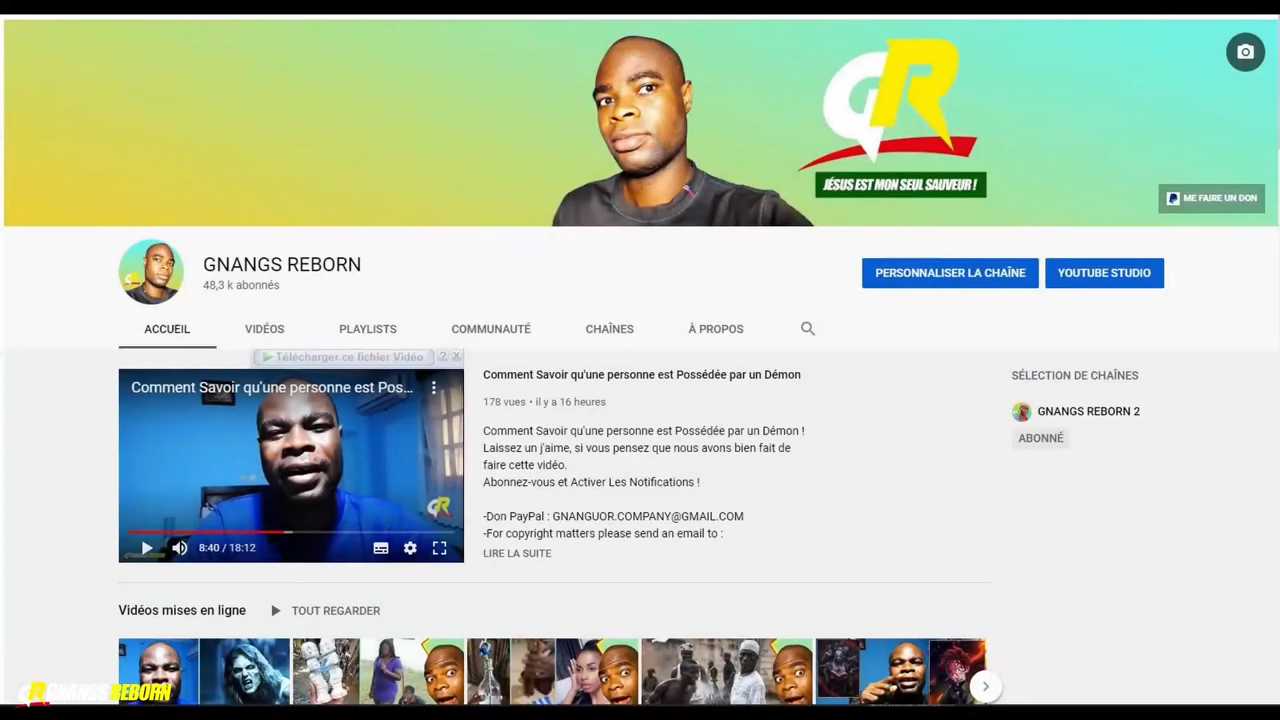 GR
JÉSUS EST MON SEUL SAUVEUR !
ME FAIRE UN DON
GNANGS REBORN
48,3 k abonnés
PERSONNALISER LA CHAÎNE
YOUTUBE STUDIO
ACCUEIL
VIDÉOS
PLAYLISTS
COMMUNAUTÉ
CHAÎNES
À PROPOS
Télécharger ce fichier Vidéo ? X
Comment Savoir qu'une personne est Pos...
GR
8:40 / 18:12
Comment Savoir qu'une personne est Possédée par un Démon
178 vues • il y a 16 heures
Comment Savoir qu'une personne est Possédée par un Démon !
Laissez un j'aime, si vous pensez que nous avons bien fait de
faire cette vidéo.
Abonnez-vous et Activer Les Notifications !
-Don PayPal : GNANGUOR.COMPANY@GMAIL.COM
-For copyright matters please send an email to :
LIRE LA SUITE
SÉLECTION DE CHAÎNES
GNANGS REBORN 2
ABONNÉ
Vidéos mises en ligne
TOUT REGARDER
GR GNANGS REBORN